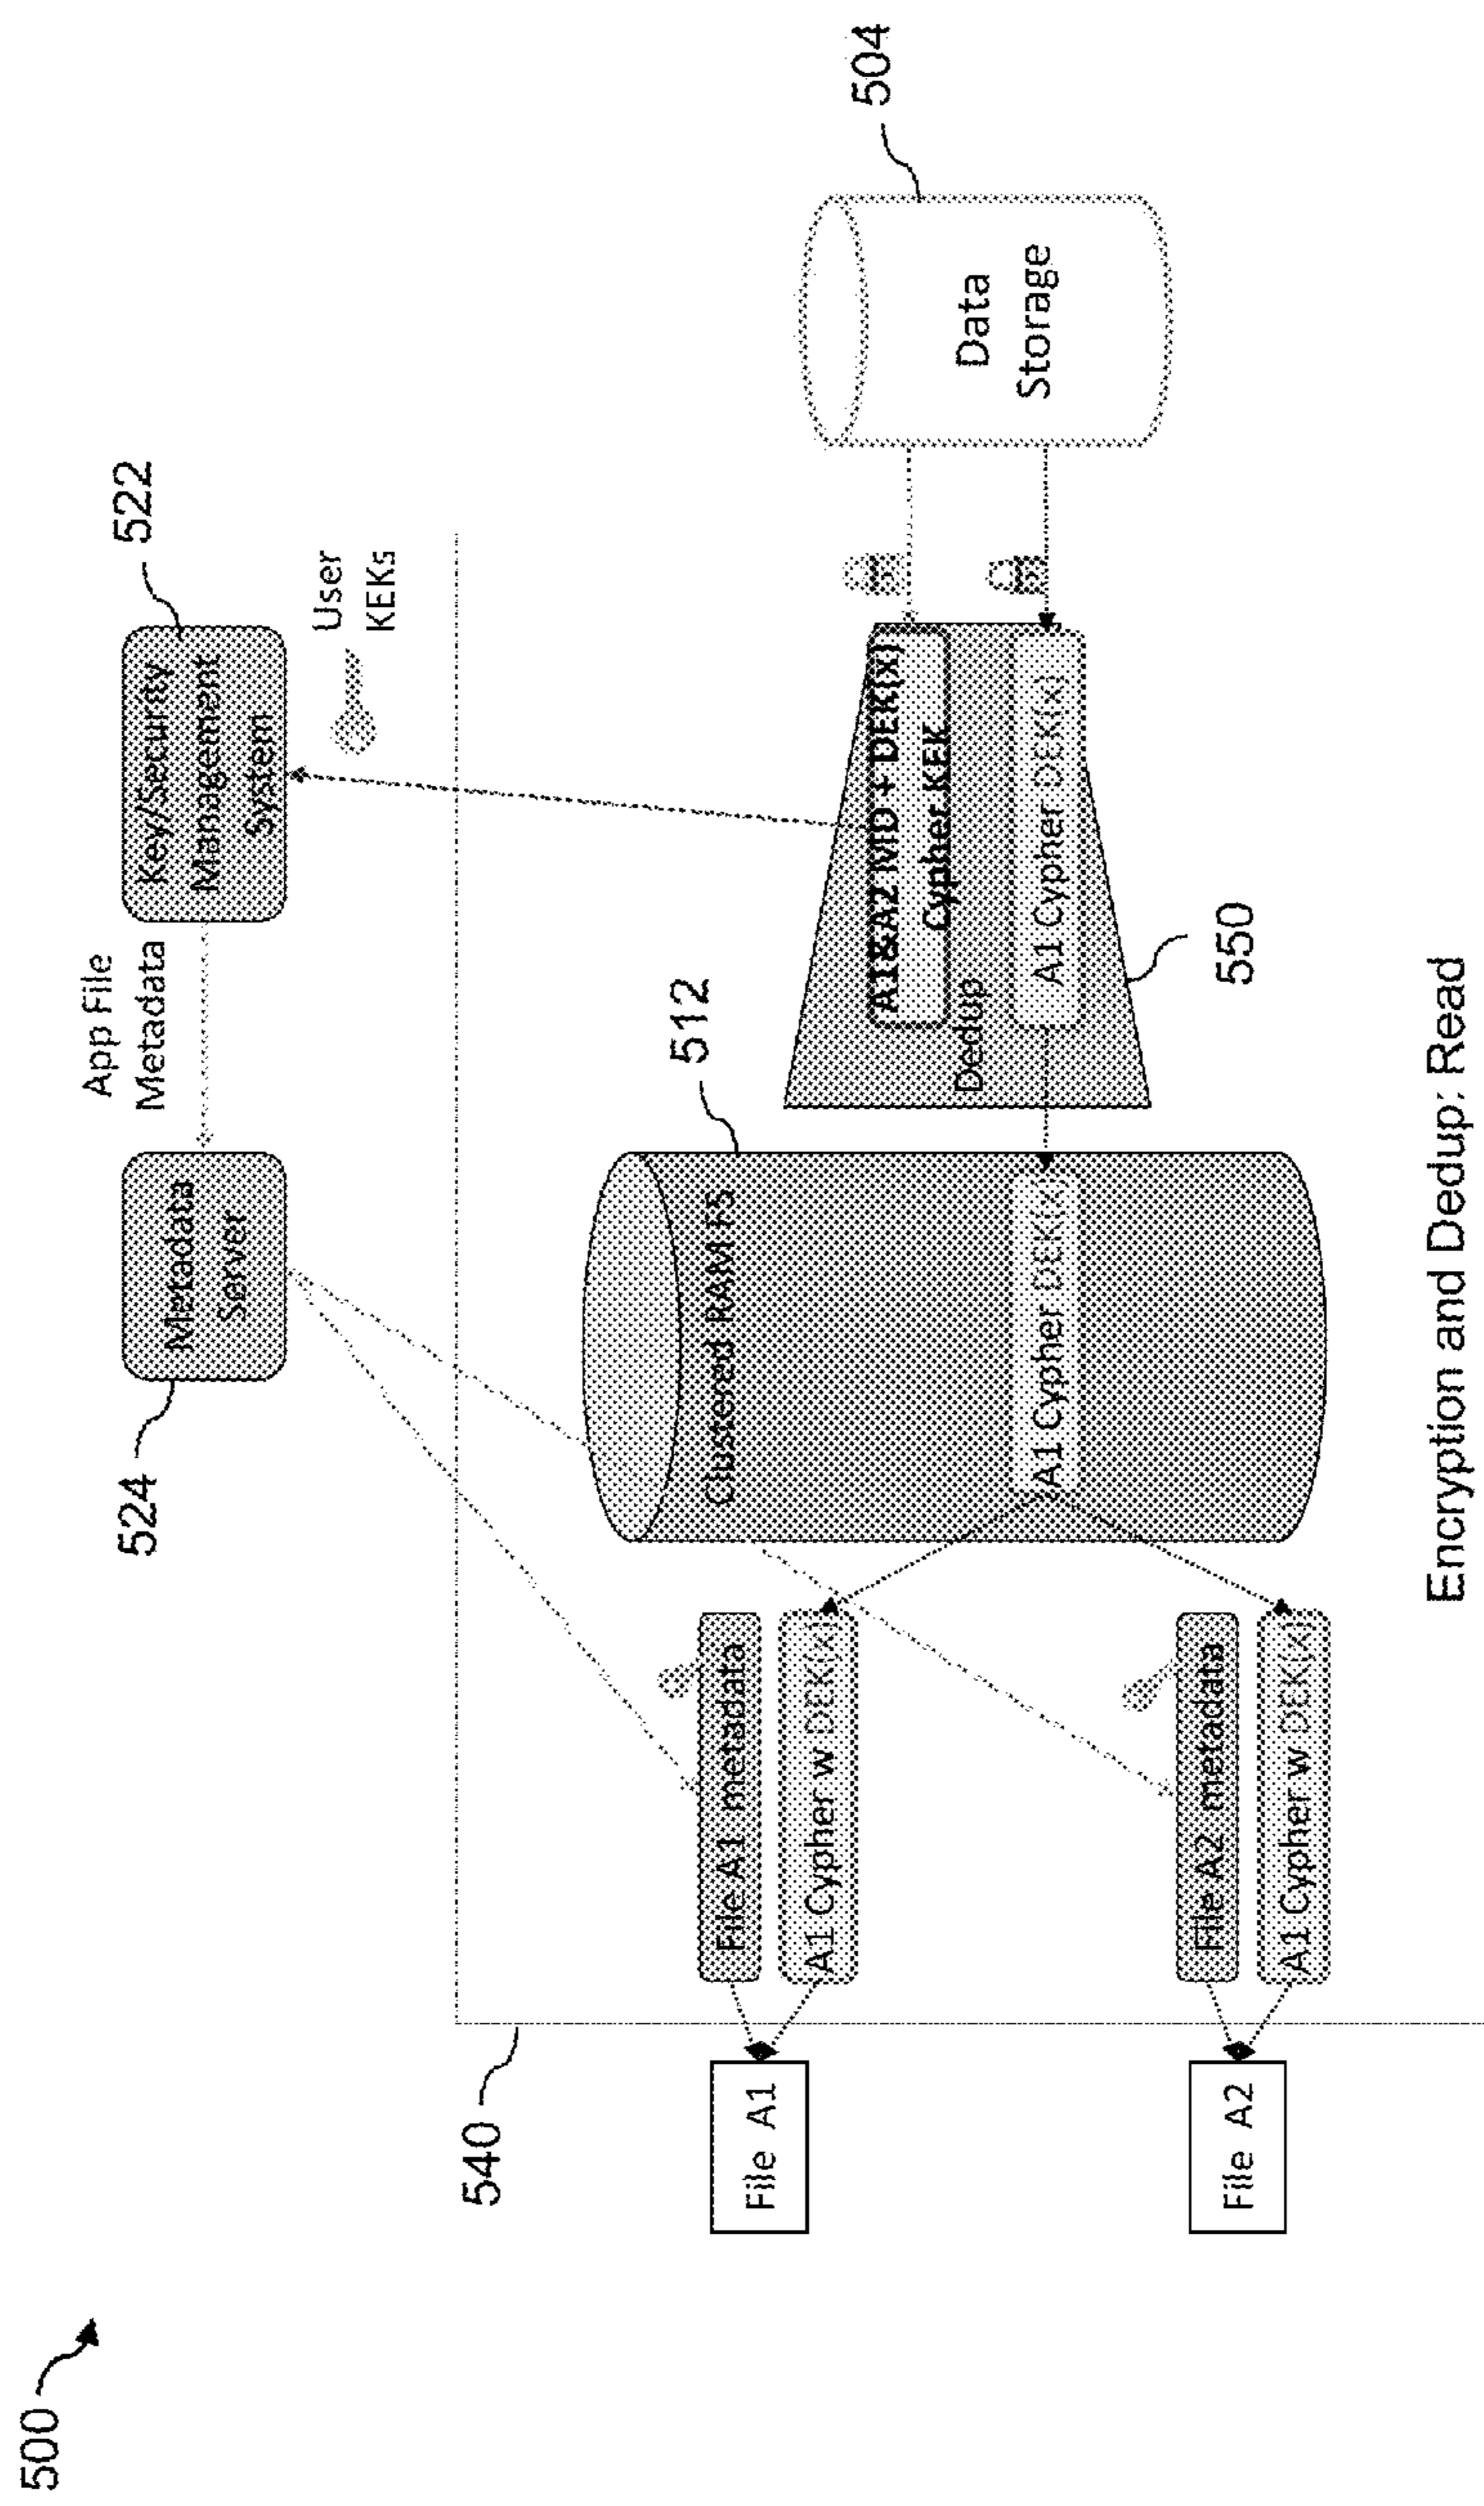 500
540
File A1
File A2
524
Metadata
Server
App File
Metadata
Key/Security
Management
System
522
User
KEKs
File A1 metadata
A1 Cypher w DEK(x)
File A2 metadata
A1 Cypher w DEK(x)
Clustered RAM FS
512
A1 Cypher DEK(x)
Dedup
A1&A2 MD + DEK(x)
Cypher KEK
A1 Cypher DEK(x)
550
Data
Storage
504
Encryption and Dedup: Read